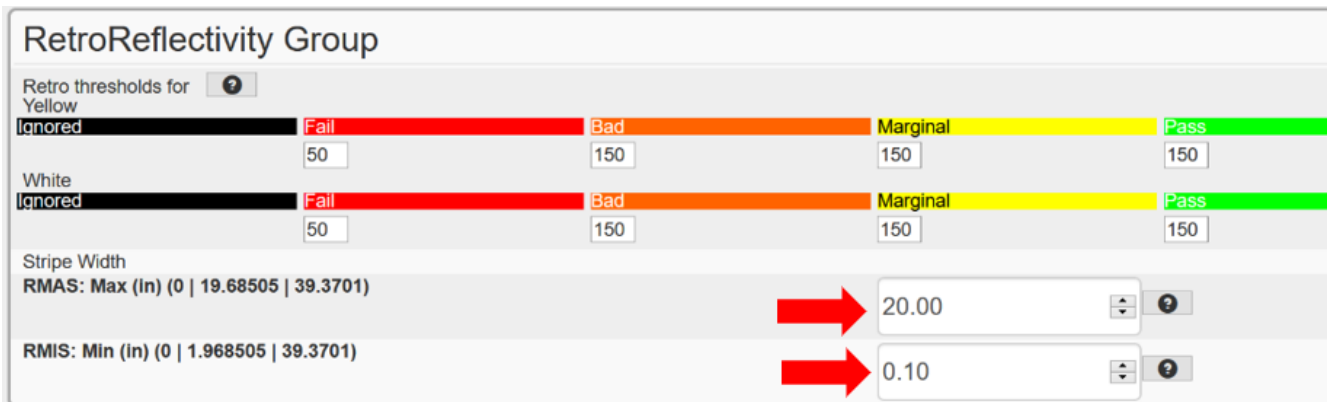 RetroReflectivity Group
Retro thresholds for
Yellow
Ignored Fail Bad Marginal Pass
50 150 150 150
White
Ignored Fail Bad Marginal Pass
50 150 150 150
Stripe Width
RMAS: Max (in) (0 | 19.68505 | 39.3701)
20.00
RMIS: Min (in) (0 | 1.968505 | 39.3701)
0.10